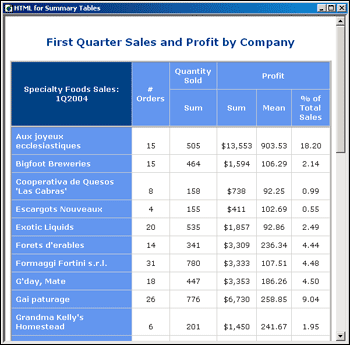 HTML for Summary Tables
First Quarter Sales and Profit by Company
Specialty Foods Sales: 1Q2004 # Orders Quantity Sold Profit
Sum Sum Mean % of Total Sales
Aux joyeux ecclesiastiques 15 505 $13,553 903.53 18.20
Bigfoot Breweries 15 464 $1,594 106.29 2.14
Cooperativa de Quesos 'Las Cabras' 8 158 $738 92.25 0.99
Escargots Nouveaux 4 155 $411 102.69 0.55
Exotic Liquids 20 535 $1,857 92.86 2.49
Forets d'erables 14 341 $3,309 236.34 4.44
Formaggi Fortini s.r.l. 31 780 $3,333 107.51 4.48
G'day, Mate 18 447 $3,353 186.26 4.50
Gai paturage 26 776 $6,730 258.85 9.04
Grandma Kelly's Homestead 6 201 $1,450 241.67 1.95